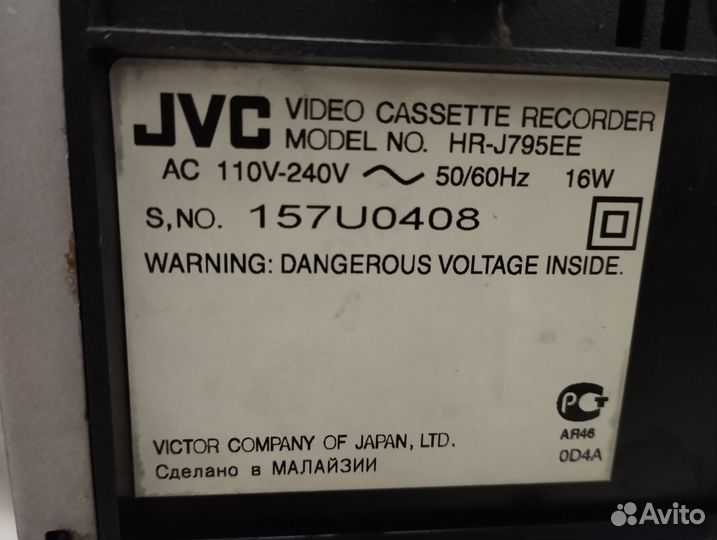 JVC VIDEO CASSETTE RECORDER
MODEL NO. HR-J795EE
AC 110V-240V ~ 50/60Hz 16W
S,NO. 157U0408
WARNING: DANGEROUS VOLTAGE INSIDE.
РСТ
АЯ46
0D4A
VICTOR COMPANY OF JAPAN, LTD.
Сделано в МАЛАЙЗИИ
Avito